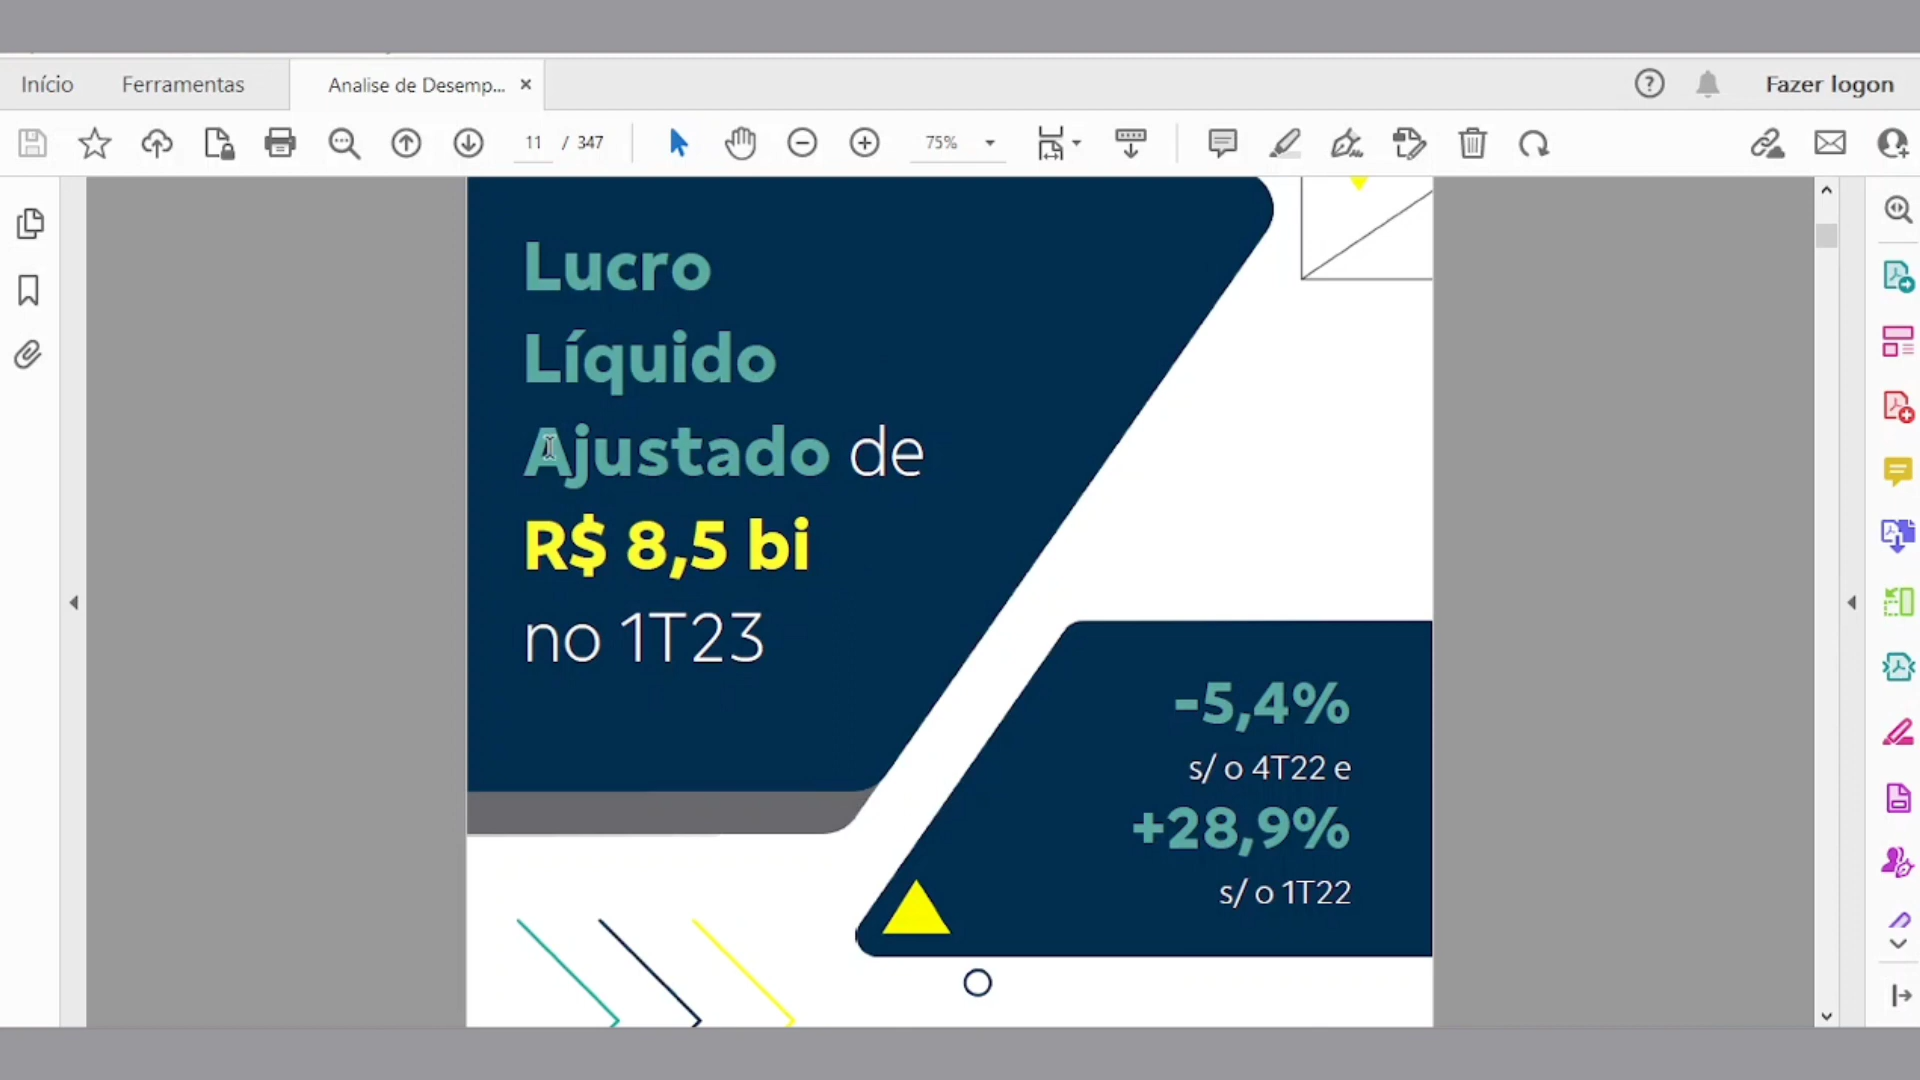 Início Ferramentas Analise de Desemp... × Fazer logon
11 / 347 75%
Lucro
Líquido
Ajustado de
R$ 8,5 bi
no 1T23
-5,4%
s/ o 4T22 e
+28,9%
s/ o 1T22